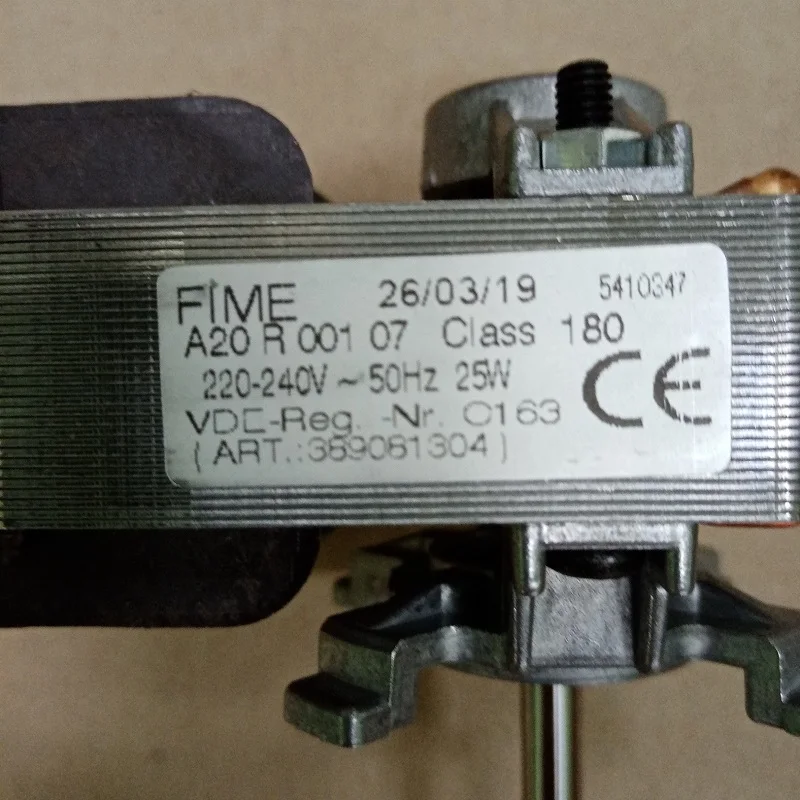 FIME 26/03/19 5410347
A20 R 001 07 Class 180
220-240V ~ 50Hz 25W
VDE-Reg. -Nr. C163
( ART.:389081304 )
CE